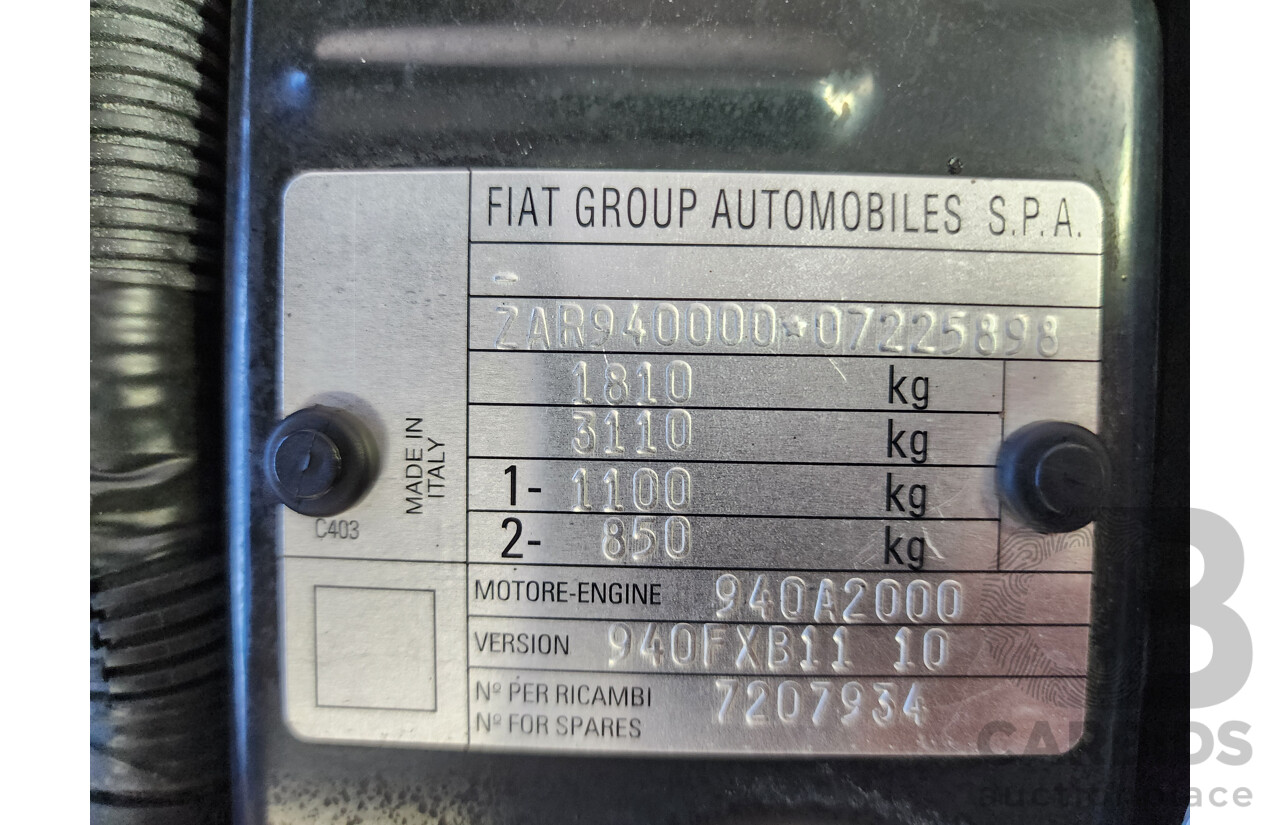 FIAT GROUP AUTOMOBILES S.P.A.
-
ZAR940000*07225898
1810 kg
3110 kg
1- 1100 kg
2- 850 kg
MADE IN
ITALY
C403
MOTORE-ENGINE 940A2000
VERSION 940FXB11 10
Nº PER RICAMBI 7207934
Nº FOR SPARES